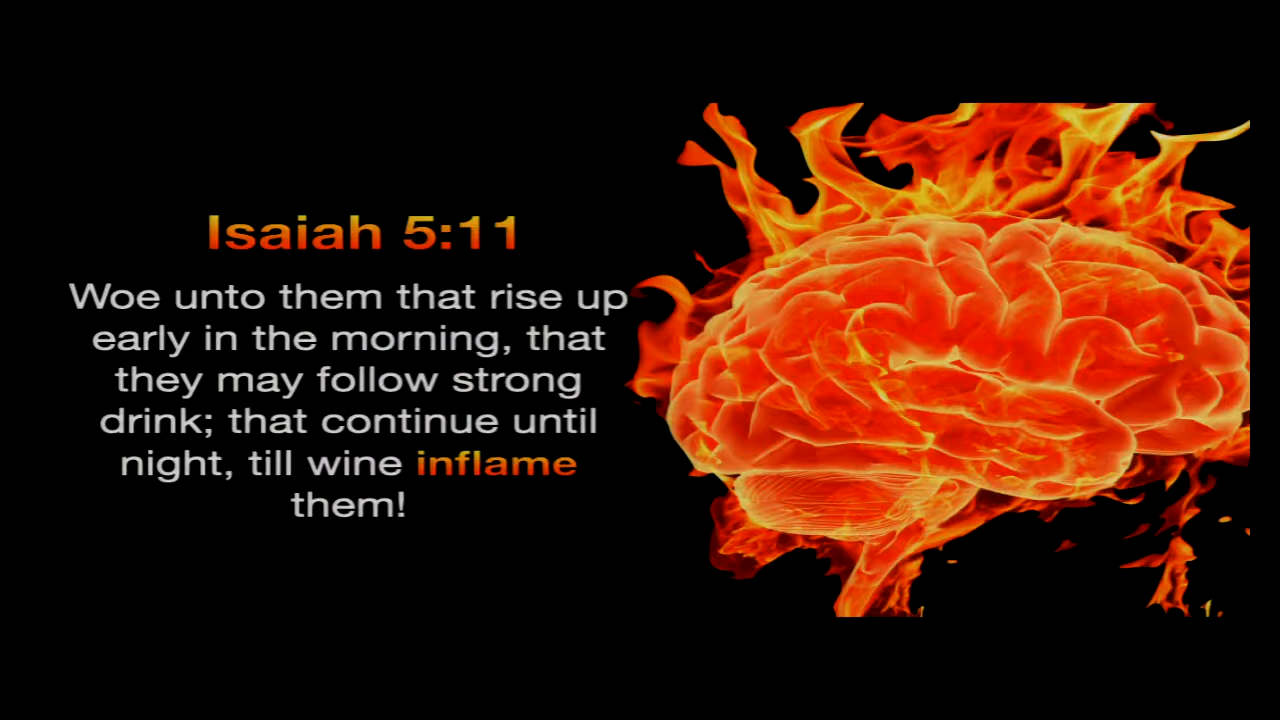 Isaiah 5:11
Woe unto them that rise up
early in the morning, that
they may follow strong
drink; that continue until
night, till wine inflame
them!